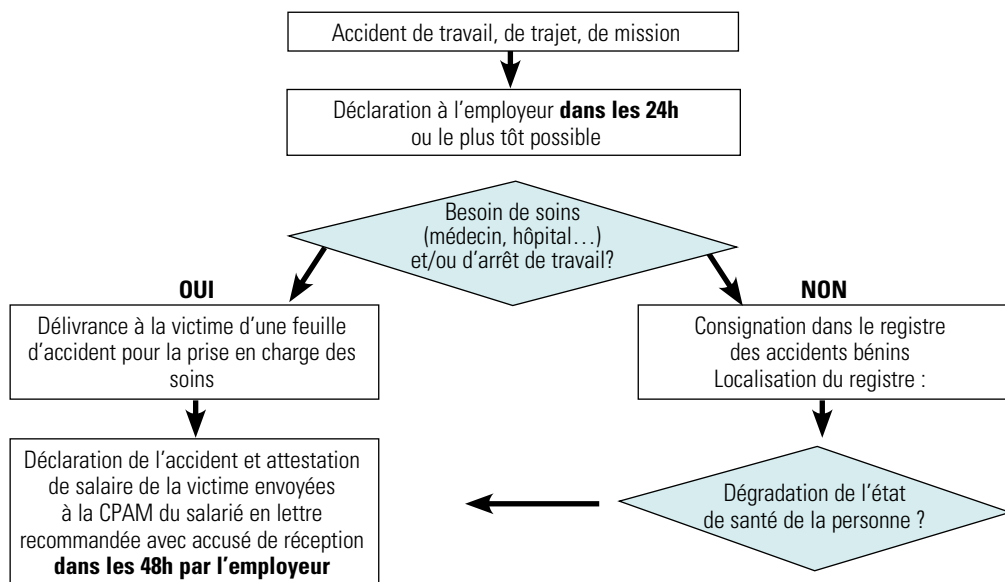 Accident de travail, de trajet, de mission
Déclaration à l'employeur dans les 24h
ou le plus tôt possible
Besoin de soins
(médecin, hôpital…)
et/ou d'arrêt de travail?
OUI
NON
Délivrance à la victime d'une feuille
d'accident pour la prise en charge des
soins
Consignation dans le registre
des accidents bénins
Localisation du registre :
Déclaration de l'accident et attestation
de salaire de la victime envoyées
à la CPAM du salarié en lettre
recommandée avec accusé de réception
dans les 48h par l'employeur
Dégradation de l'état
de santé de la personne ?